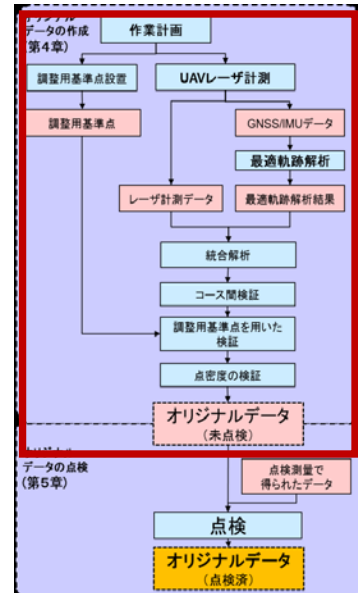 データの作成
(第4章)
作業計画
調整用基準点設置
UAVレーザ計測
調整用基準点
GNSS/IMUデータ
最適軌跡解析
レーザ計測データ
最適軌跡解析結果
統合解析
コース間検証
調整用基準点を用いた
検証
点密度の検証
オリジナルデータ
(未点検)
データの点検
(第5章)
点検測量で
得られたデータ
点検
オリジナルデータ
(点検済)